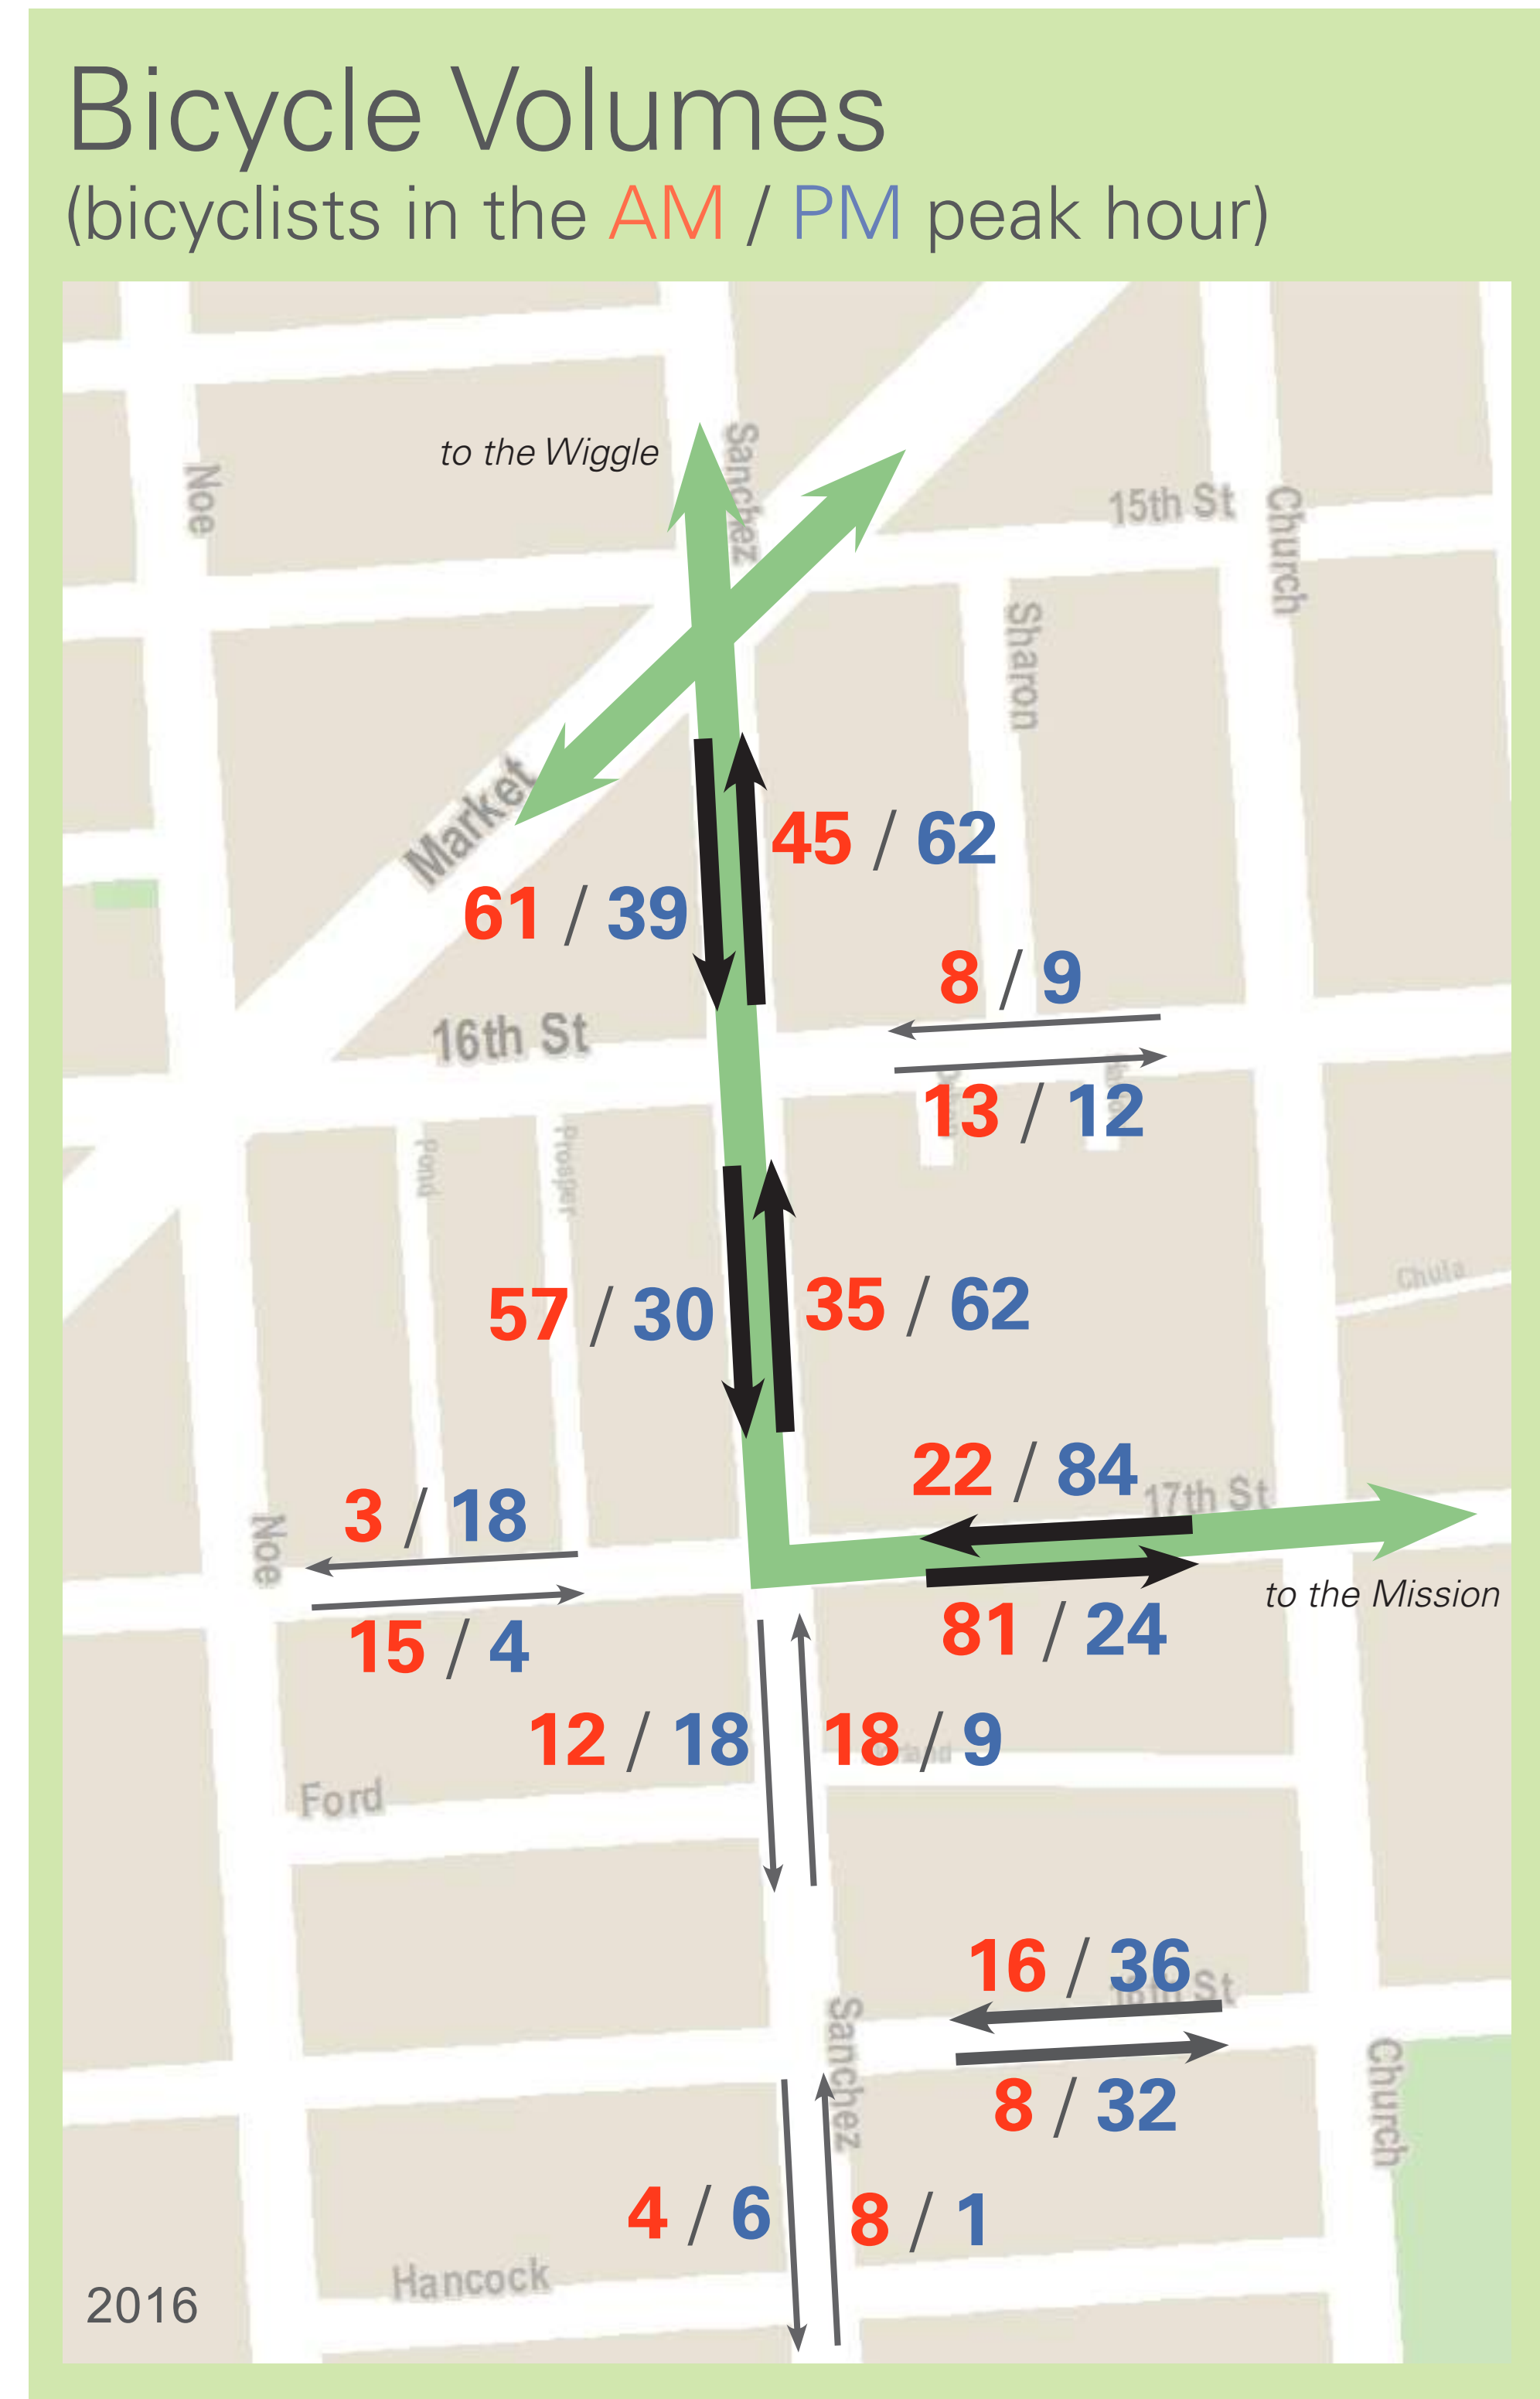 Bicycle Volumes
(bicyclists in the AM / PM peak hour)
to the Wiggle
Sanchez
Noe
15th St
Church
Sharon
Market
45 / 62
61 / 39
8 / 9
16th St
13 / 12
Pond
Prosper
Chula
57 / 30
35 / 62
22 / 84
17th St
3 / 18
Noe
to the Mission
15 / 4
81 / 24
12 / 18
18 / 9
Ford
16 / 36
18th St
Sanchez
Church
8 / 32
4 / 6
8 / 1
Hancock
2016